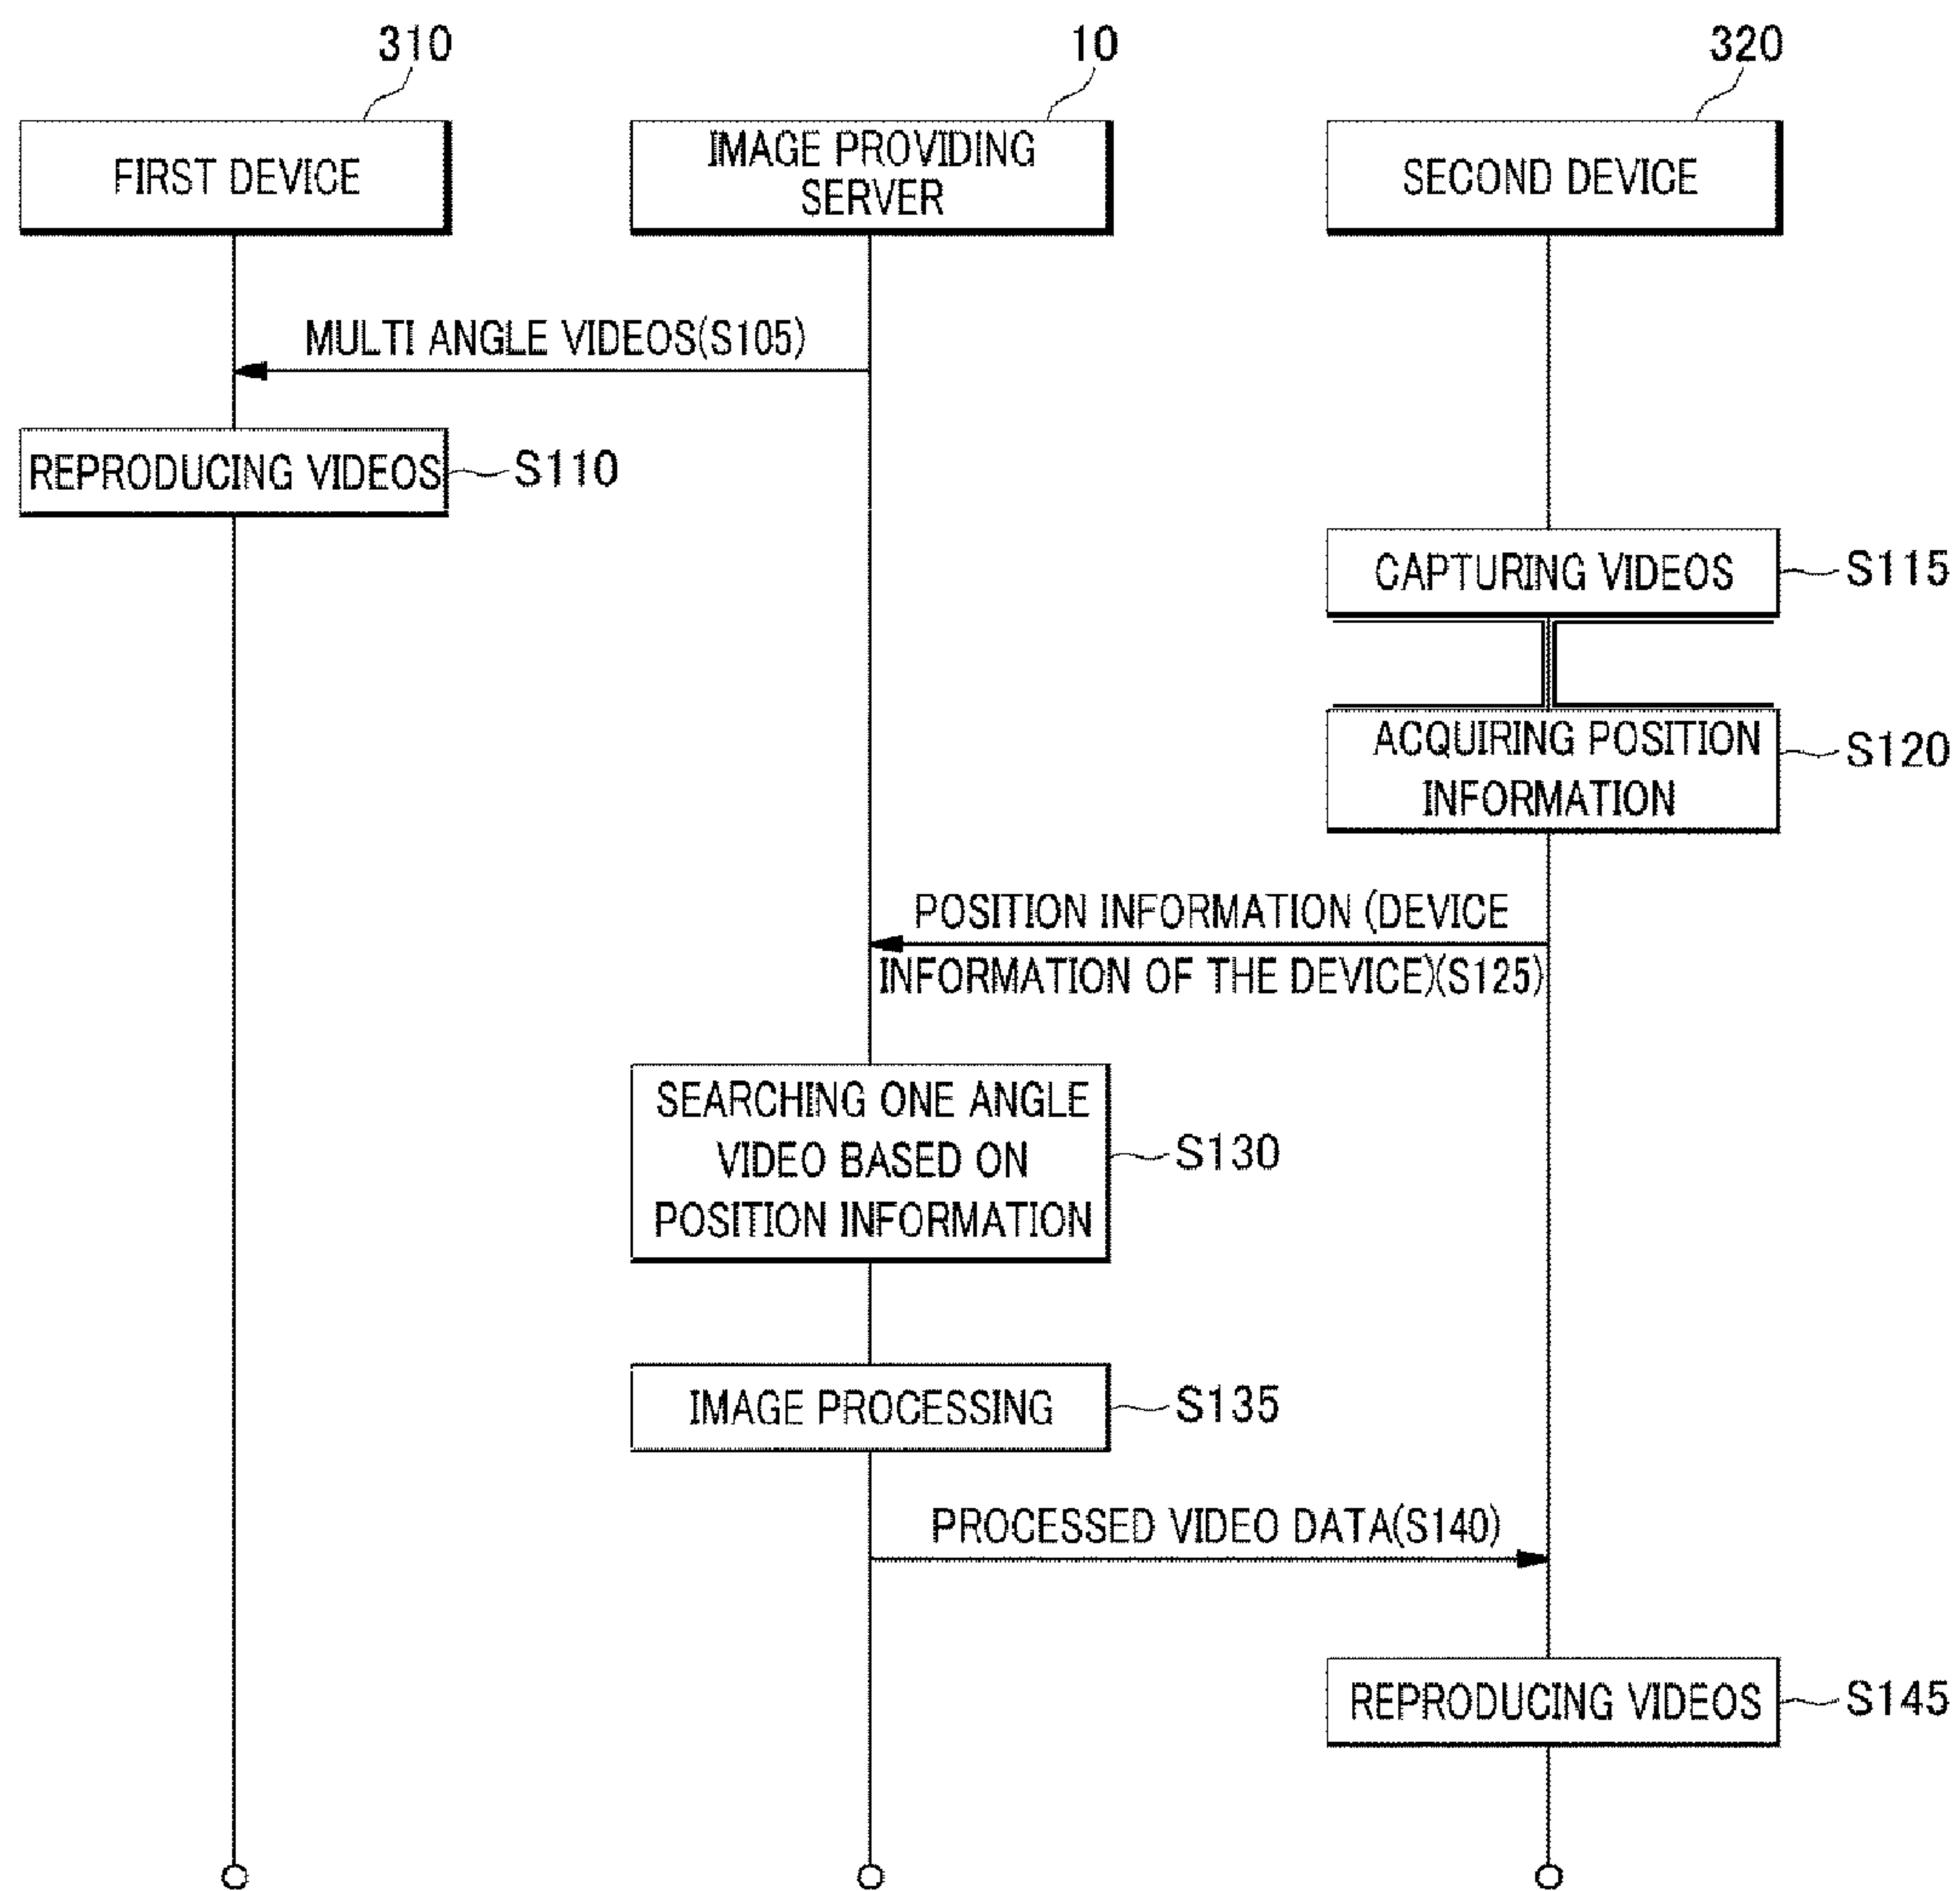 310
10
320
FIRST DEVICE
IMAGE PROVIDING
SERVER
SECOND DEVICE
MULTI ANGLE VIDEOS(S105)
REPRODUCING VIDEOS
S110
CAPTURING VIDEOS
S115
ACQUIRING POSITION
INFORMATION
S120
POSITION INFORMATION (DEVICE
INFORMATION OF THE DEVICE)(S125)
SEARCHING ONE ANGLE
VIDEO BASED ON
POSITION INFORMATION
S130
IMAGE PROCESSING
S135
PROCESSED VIDEO DATA(S140)
REPRODUCING VIDEOS
S145